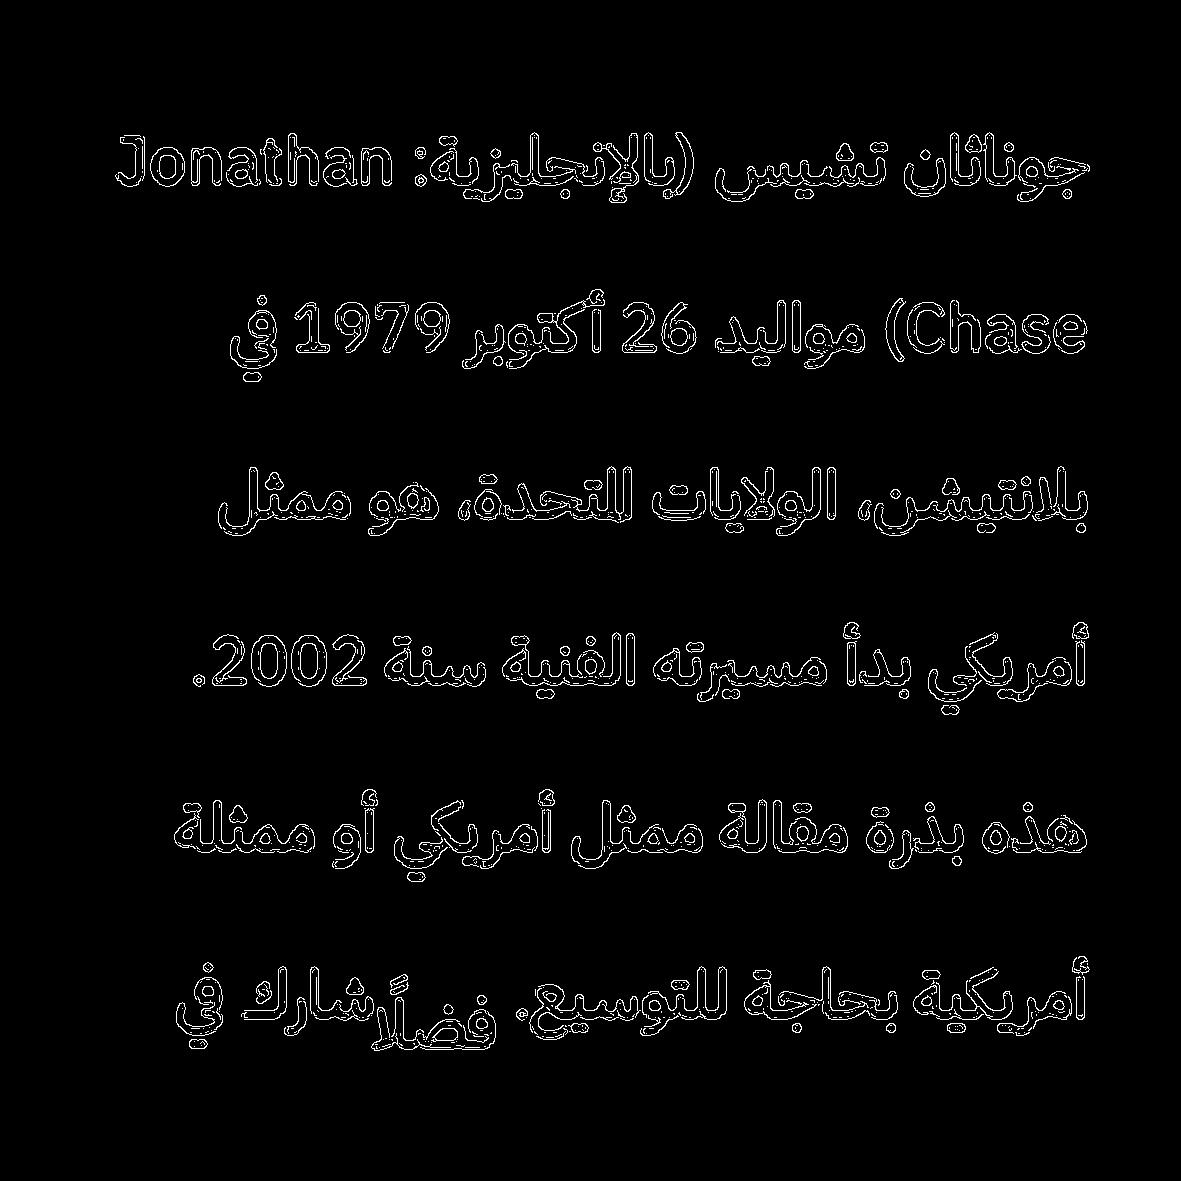 جوناثان تشيس (بالإنجليزية: Jonathan
Chase) مواليد 26 أكتوبر 1979 في
بلانتيشن، الولايات المتحدة، هو ممثل
أمريكي بدأ مسيرته الفنية سنة 2002.
هذه بذرة مقالة ممثل أمريكي أو ممثلة
أمريكية بحاجة للتوسيع. فضلًا شارك في